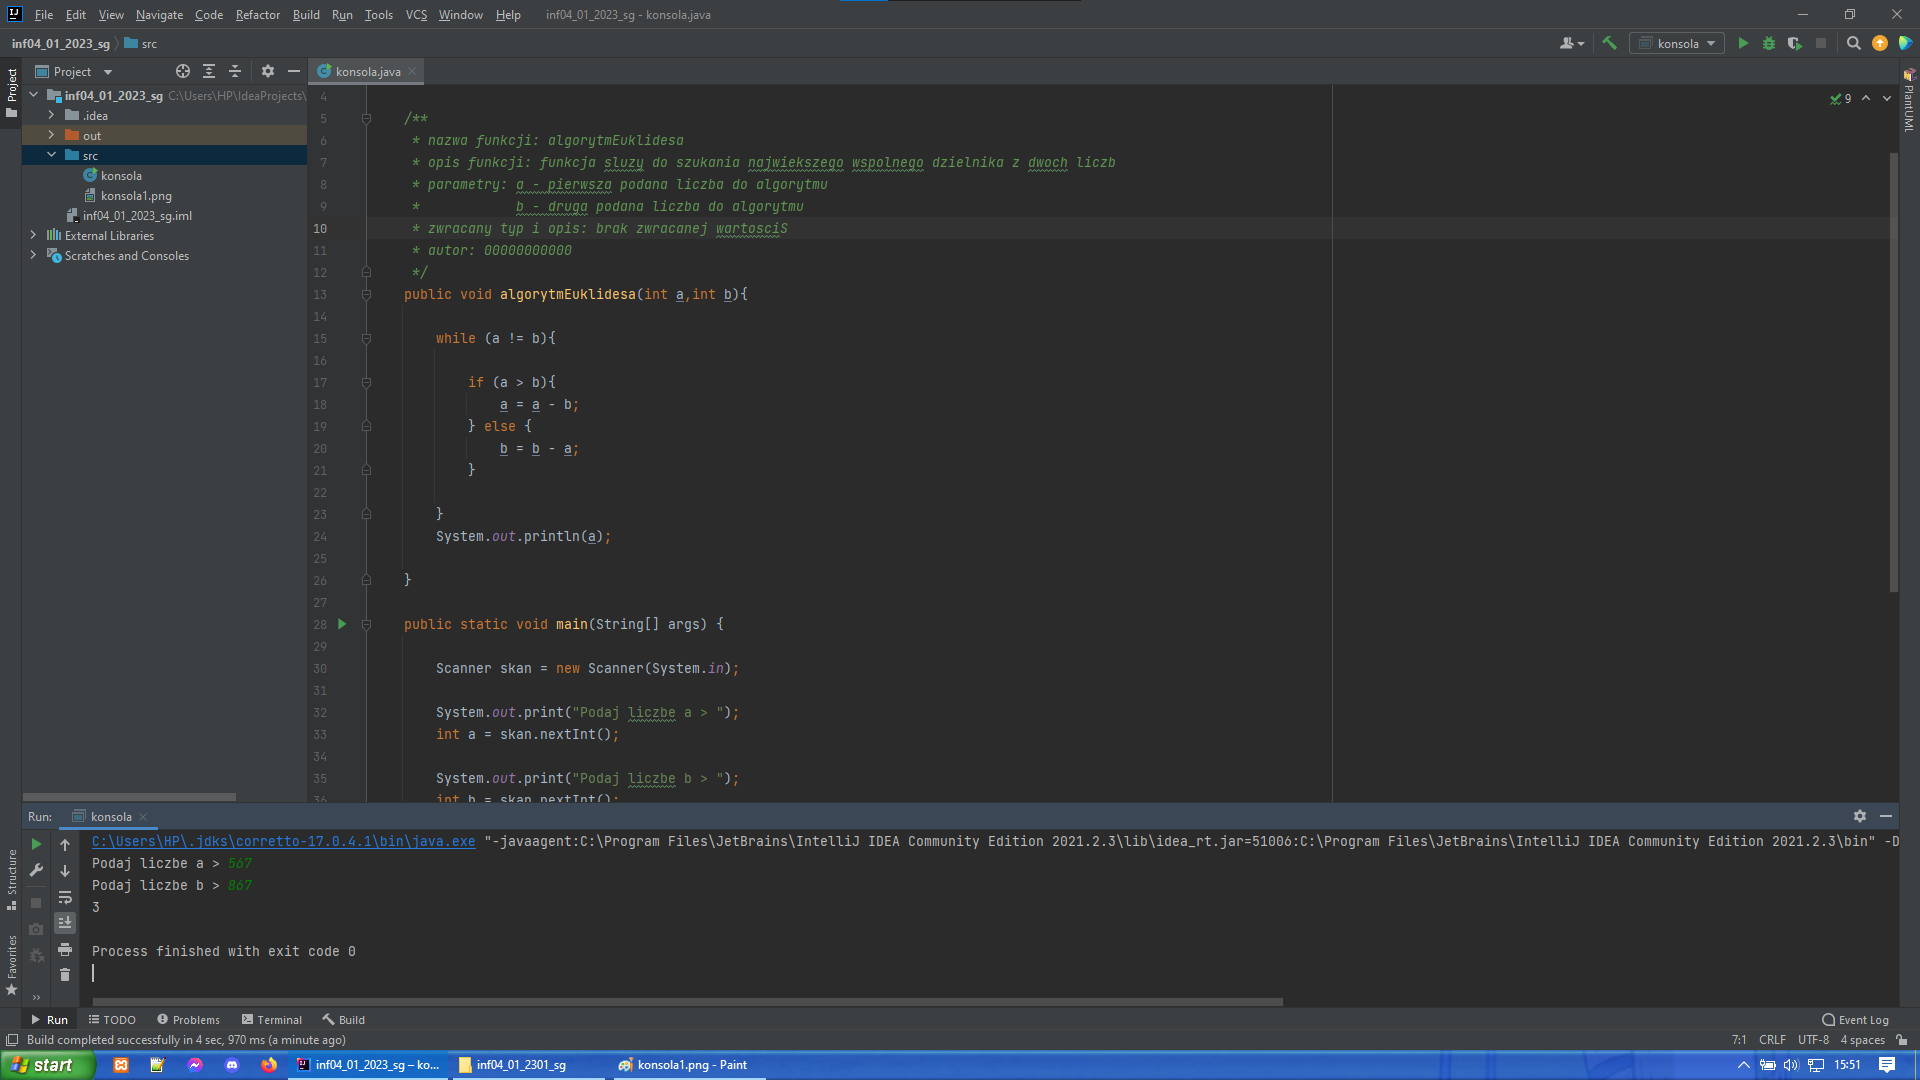 File Edit View Navigate Code Refactor Build Run Tools VCS Window Help inf04_01_2023_sg - konsola.java
inf04_01_2023_sg src konsola
Project
konsola.java
inf04_01_2023_sg C:\Users\HP\IdeaProjects\
.idea
out
src
konsola
konsola1.png
inf04_01_2023_sg.iml
External Libraries
Scratches and Consoles
Project
Structure
Favorites
PlantUML
9
4
5 /**
6 * nazwa funkcji: algorytmEuklidesa
7 * opis funkcji: funkcja sluzy do szukania najwiekszego wspolnego dzielnika z dwoch liczb
8 * parametry: a - pierwsza podana liczba do algorytmu
9 * b - druga podana liczba do algorytmu
10 * zwracany typ i opis: brak zwracanej wartosciS
11 * autor: 00000000000
12 */
13 public void algorytmEuklidesa(int a,int b){
14
15 while (a != b){
16
17 if (a > b){
18 a = a - b;
19 } else {
20 b = b - a;
21 }
22
23 }
24 System.out.println(a);
25
26 }
27
28 public static void main(String[] args) {
29
30 Scanner skan = new Scanner(System.in);
31
32 System.out.print("Podaj liczbe a > ");
33 int a = skan.nextInt();
34
35 System.out.print("Podaj liczbe b > ");
36 int b = skan.nextInt();
Run: konsola
C:\Users\HP\.jdks\corretto-17.0.4.1\bin\java.exe "-javaagent:C:\Program Files\JetBrains\IntelliJ IDEA Community Edition 2021.2.3\lib\idea_rt.jar=51006:C:\Program Files\JetBrains\IntelliJ IDEA Community Edition 2021.2.3\bin" -D
Podaj liczbe a > 567
Podaj liczbe b > 867
3
Process finished with exit code 0
Run TODO Problems Terminal Build Event Log
Build completed successfully in 4 sec, 970 ms (a minute ago) 7:1 CRLF UTF-8 4 spaces
start inf04_01_2023_sg – ko... inf04_01_2301_sg konsola1.png - Paint 15:51